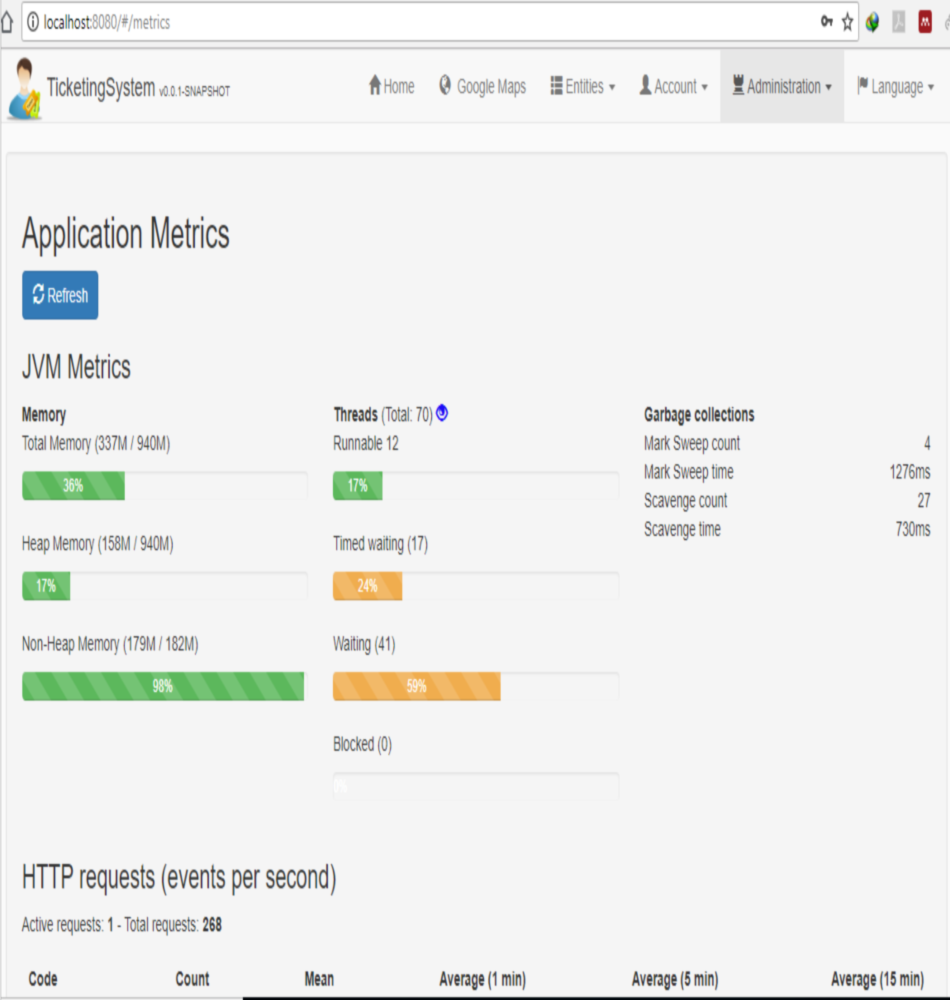 localhost:8080/#/metrics
TicketingSystem v0.0.1-SNAPSHOT Home Google Maps Entities Account Administration Language
Application Metrics
Refresh
JVM Metrics
Memory
Total Memory (337M / 940M)
36%
Heap Memory (158M / 940M)
17%
Non-Heap Memory (179M / 182M)
98%
Threads (Total: 70)
Runnable 12
17%
Timed waiting (17)
24%
Waiting (41)
59%
Blocked (0)
0%
Garbage collections
Mark Sweep count 4
Mark Sweep time 1276ms
Scavenge count 27
Scavenge time 730ms
HTTP requests (events per second)
Active requests: 1 - Total requests: 268
Code Count Mean Average (1 min) Average (5 min) Average (15 min)